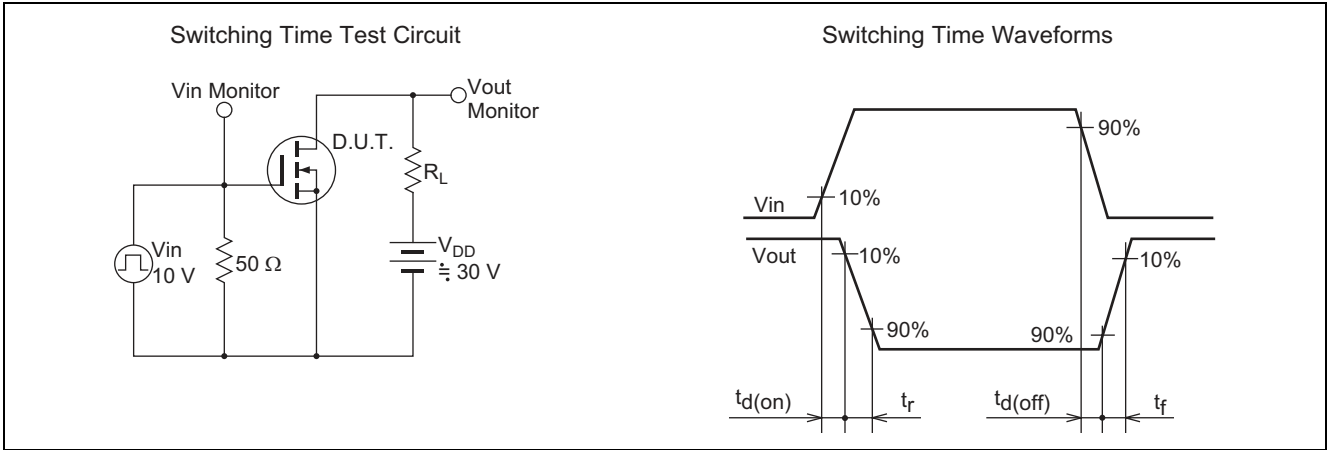 Switching Time Test Circuit
Vin Monitor
Vout
Monitor
D.U.T.
RL
Vin
10 V
50 Ω
VDD
≒ 30 V
Switching Time Waveforms
Vin
10%
90%
Vout
10%
90%
90%
10%
td(on)
tr
td(off)
tf